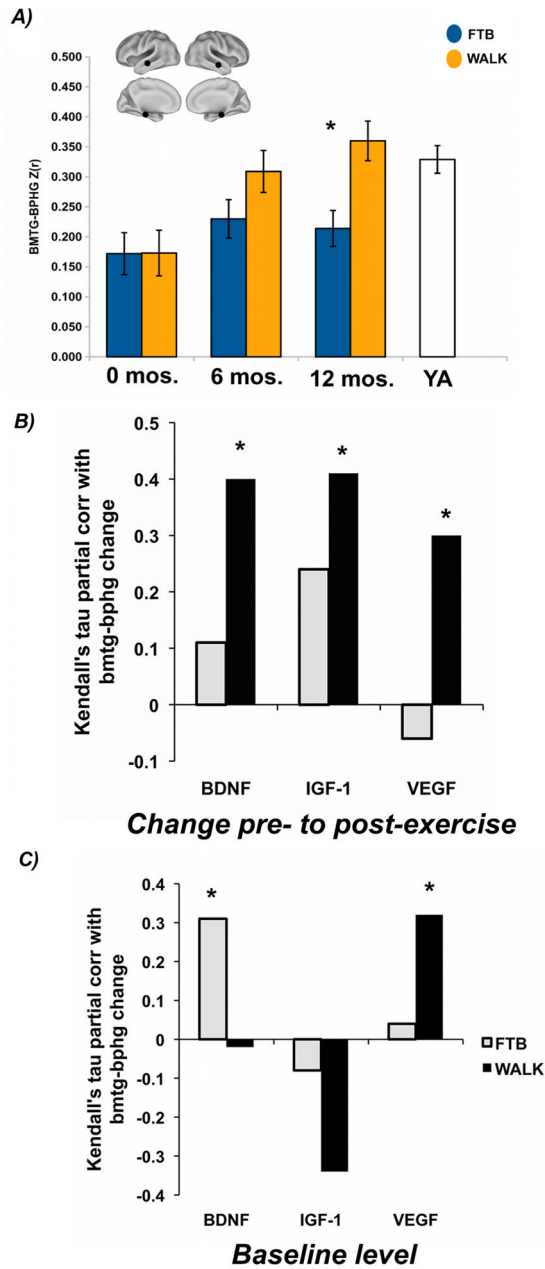 A)
FTB
WALK
0.500
0.450
0.400
0.350
0.300
0.250
0.200
0.150
0.100
0.050
0.000
BMTG-BPHG Z(r)
*
0 mos.
6 mos.
12 mos.
YA
B)
0.5
0.4
0.3
0.2
0.1
0
-0.1
Kendall's tau partial corr with
bmtg-bphg change
*
*
*
BDNF
IGF-1
VEGF
Change pre- to post-exercise
C)
0.4
0.3
0.2
0.1
0
-0.1
-0.2
-0.3
-0.4
Kendall's tau partial corr with
bmtg-bphg change
*
*
FTB
WALK
BDNF
IGF-1
VEGF
Baseline level